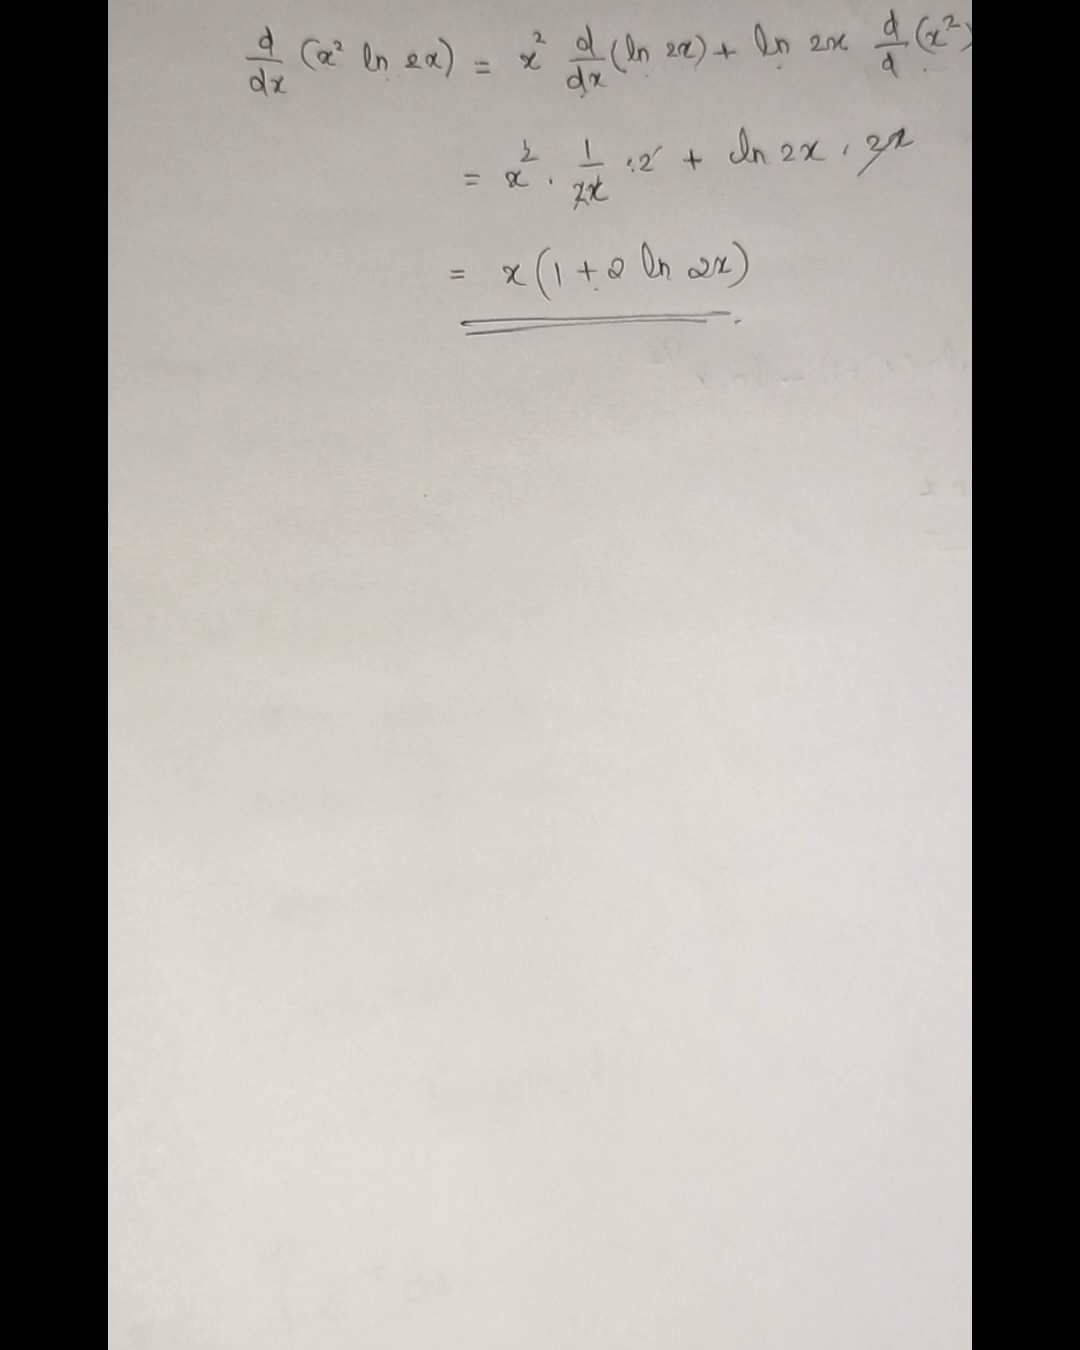 d/dx (x² ln 2x) = x² d/dx (ln 2x) + ln 2x d/d (x²)
= x² · 1/2x · 2 + ln 2x · 2x
= x(1 + 2 ln 2x)